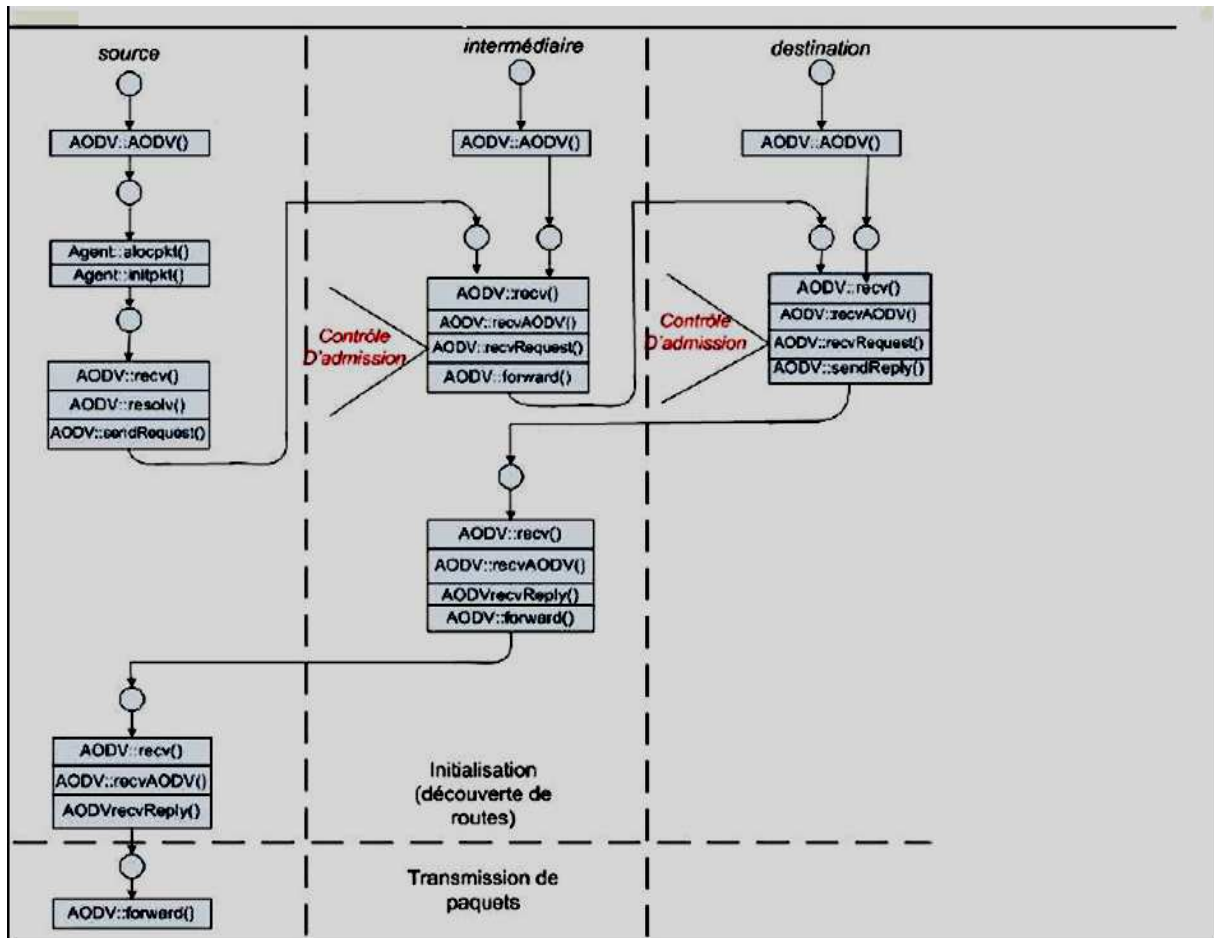 source
intermédiaire
destination
AODV::AODV()
AODV::AODV()
AODV::AODV()
Agent::alocpkt()
Agent::initpkt()
AODV::recv()
AODV::resolv()
AODV::sendRequest()
Contrôle
D'admission
AODV::recv()
AODV::recvAODV()
AODV::recvRequest()
AODV::forward()
Contrôle
D'admission
AODV::recv()
AODV::recvAODV()
AODV::recvRequest()
AODV::sendReply()
AODV::recv()
AODV::recvAODV()
AODVrecvReply()
AODV::forward()
AODV::recv()
AODV::recvAODV()
AODVrecvReply()
Initialisation
(découverte de
routes)
Transmission de
paquets
AODV::forward()